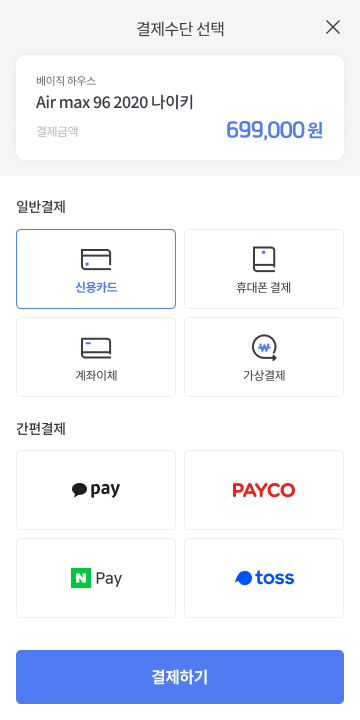 결제수단 선택
베이직 하우스
Air max 96 2020 나이키
결제금액
699,000 원
일반결제
신용카드
휴대폰 결제
계좌이체
가상결제
간편결제
pay
PAYCO
N Pay
toss
결제하기